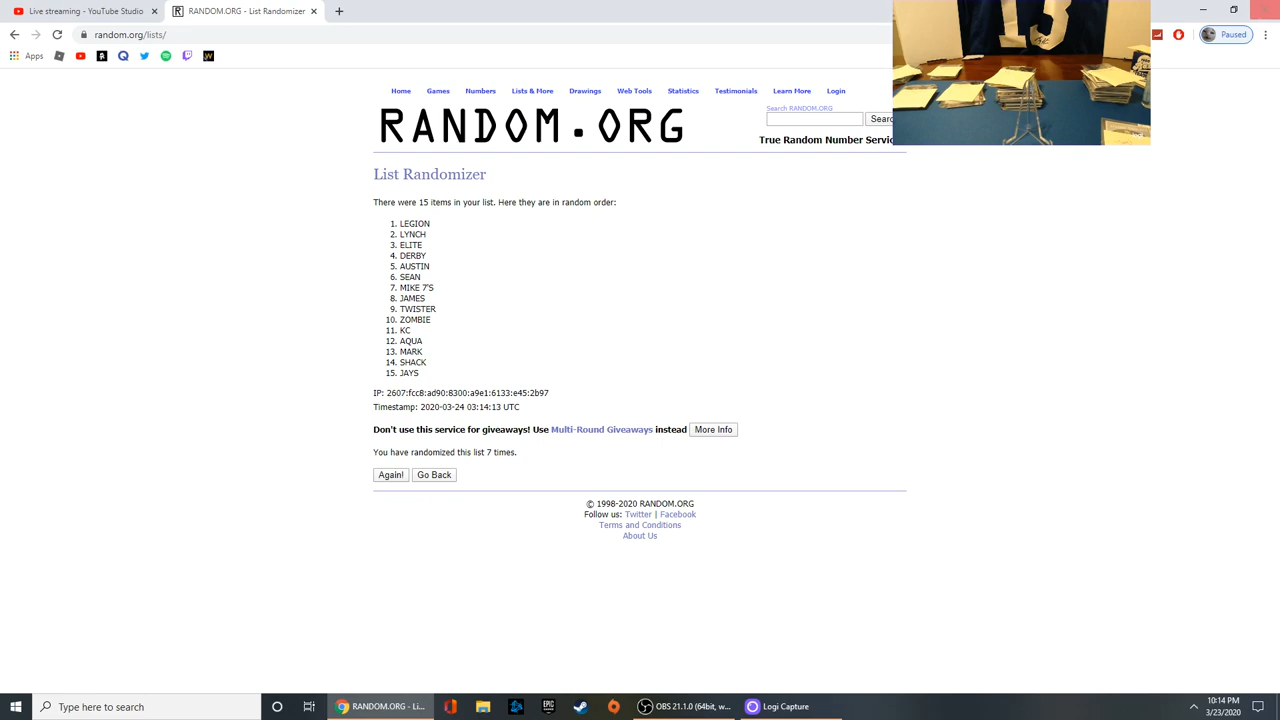 Live streaming - YouTube Studio
RANDOM.ORG - List Randomizer
random.org/lists/
Paused
Apps
Home Games Numbers Lists & More Drawings Web Tools Statistics Testimonials Learn More Login
RANDOM.ORG
Search RANDOM.ORG
True Random Number
List Randomizer
There were 15 items in your list. Here they are in random order:
1. LEGION
2. LYNCH
3. ELITE
4. DERBY
5. AUSTIN
6. SEAN
7. MIKE 7'S
8. JAMES
9. TWISTER
10. ZOMBIE
11. KC
12. AQUA
13. MARK
14. SHACK
15. JAYS
IP: 2607:fcc8:ad90:8300:a9e1:6133:e45:2b97
Timestamp: 2020-03-24 03:14:13 UTC
Don't use this service for giveaways! Use Multi-Round Giveaways instead More Info
You have randomized this list 7 times.
Again! Go Back
© 1998-2020 RANDOM.ORG
Follow us: Twitter | Facebook
Terms and Conditions
About Us
Type here to search
RANDOM.ORG - Li...
OBS 21.1.0 (64bit, w...
Logi Capture
10:14 PM
3/23/2020